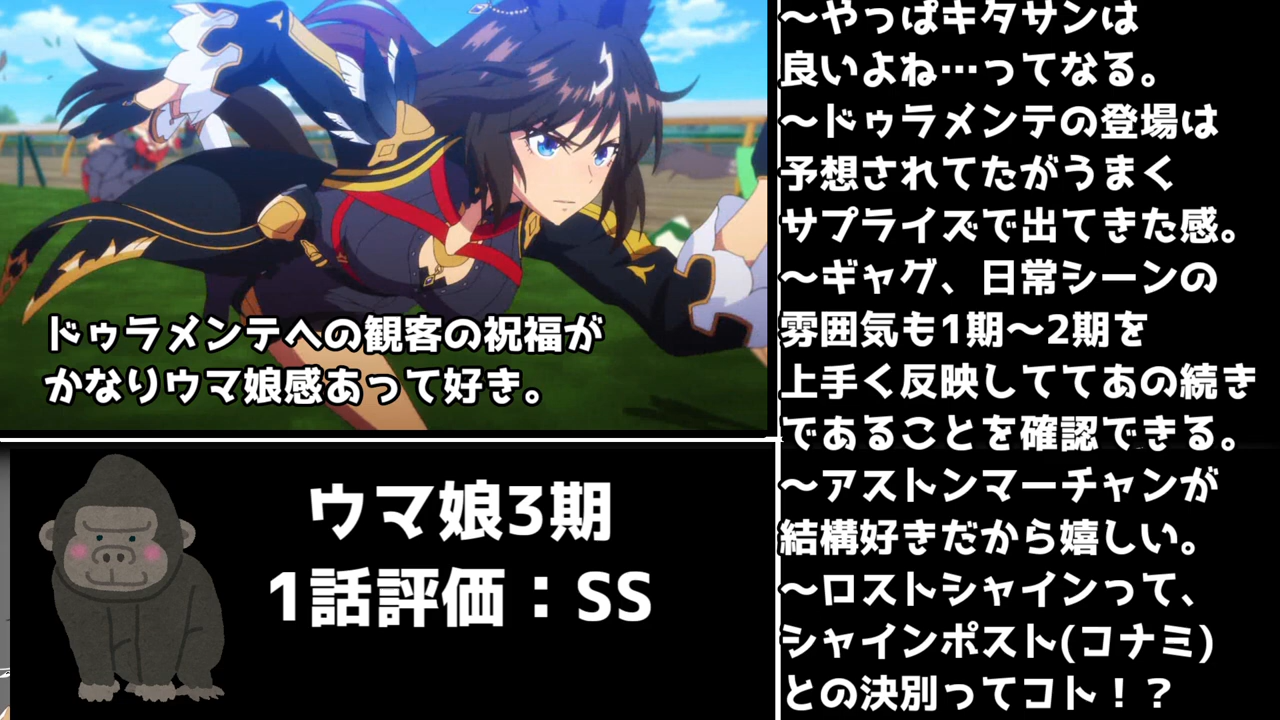 〜やっぱキタサンは
良いよね…ってなる。
〜ドゥラメンテの登場は
予想されてたがうまく
サプライズで出てきた感。
〜ギャグ、日常シーンの
雰囲気も1期〜2期を
上手く反映しててあの続き
であることを確認できる。
〜アストンマーチャンが
結構好きだから嬉しい。
〜ロストシャインって、
シャインポスト(コナミ)
との決別ってコト！？
ドゥラメンテへの観客の祝福が
かなりウマ娘感あって好き。
ウマ娘3期
1話評価：SS